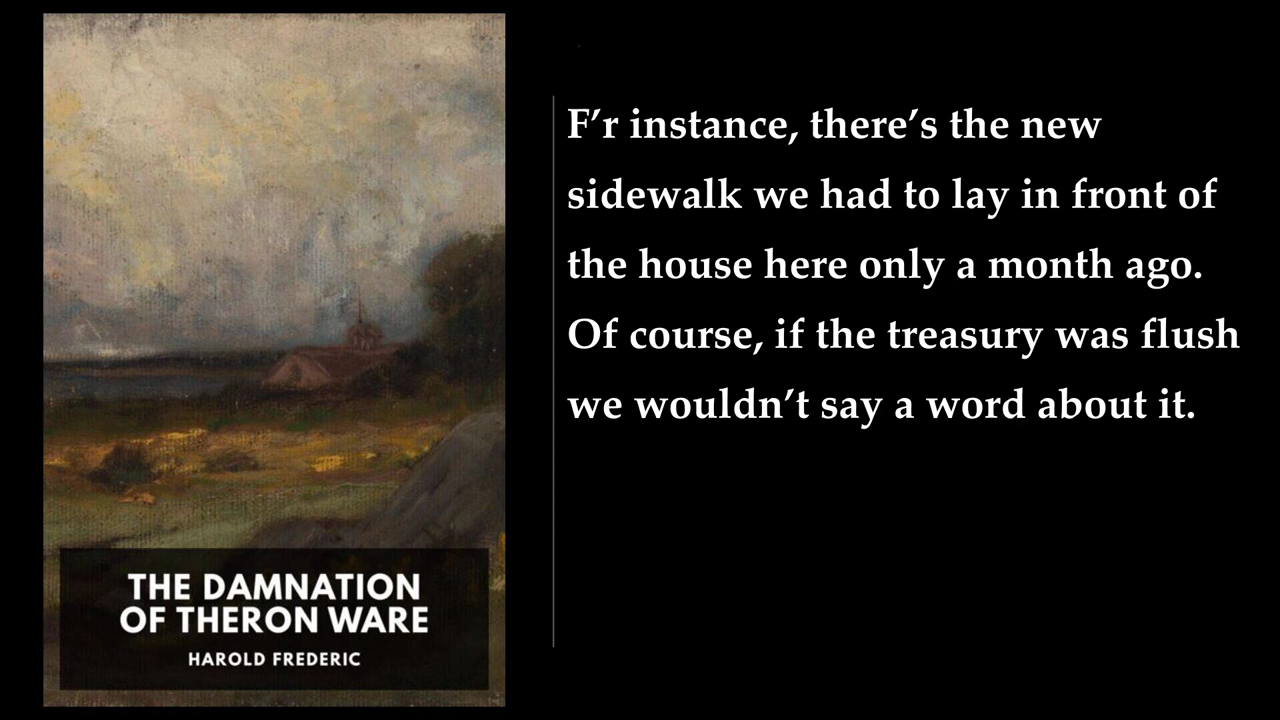 F’r instance, there’s the new
sidewalk we had to lay in front of
the house here only a month ago.
Of course, if the treasury was flush
we wouldn’t say a word about it.
THE DAMNATION
OF THERON WARE
HAROLD FREDERIC